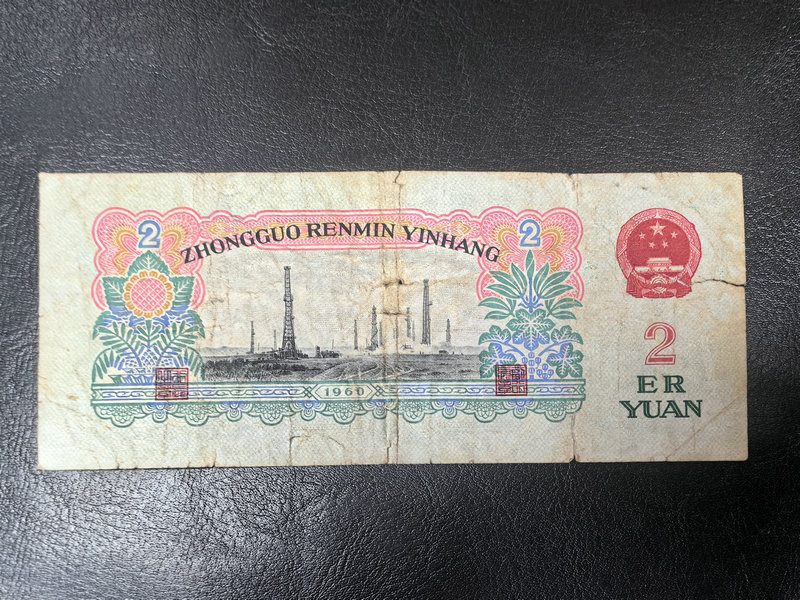 2
ZHONGGUO RENMIN YINHANG
2
1960
2
ER
YUAN